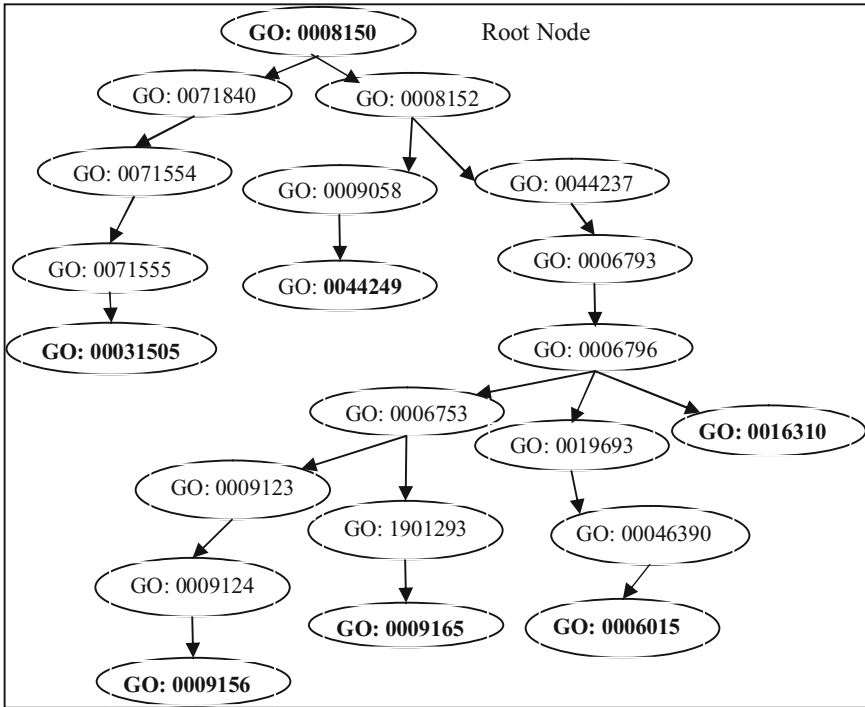 GO: 0008150 Root Node
GO: 0071840
GO: 0008152
GO: 0071554
GO: 0009058
GO: 0044237
GO: 0071555
GO: 0044249
GO: 0006793
GO: 00031505
GO: 0006796
GO: 0006753
GO: 0019693
GO: 0016310
GO: 0009123
GO: 1901293
GO: 00046390
GO: 0009124
GO: 0009165
GO: 0006015
GO: 0009156